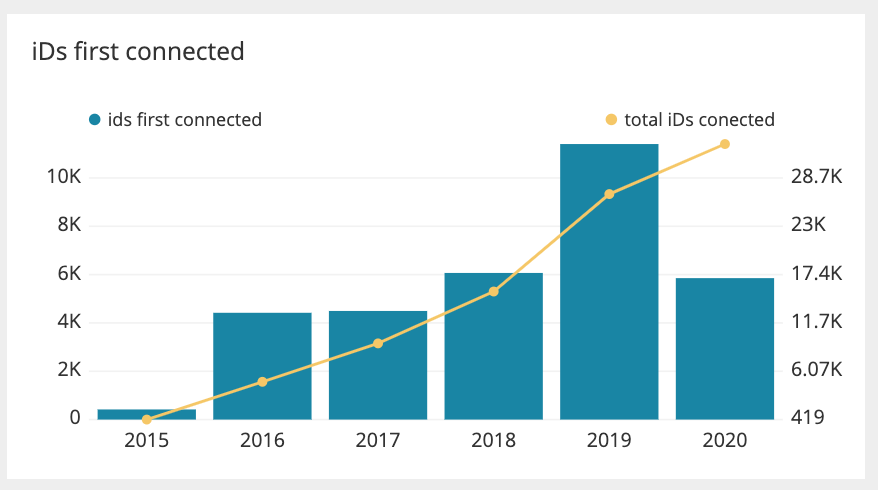 iDs first connected
ids first connected
total iDs conected
10K
8K
6K
4K
2K
0
28.7K
23K
17.4K
11.7K
6.07K
419
2015 2016 2017 2018 2019 2020